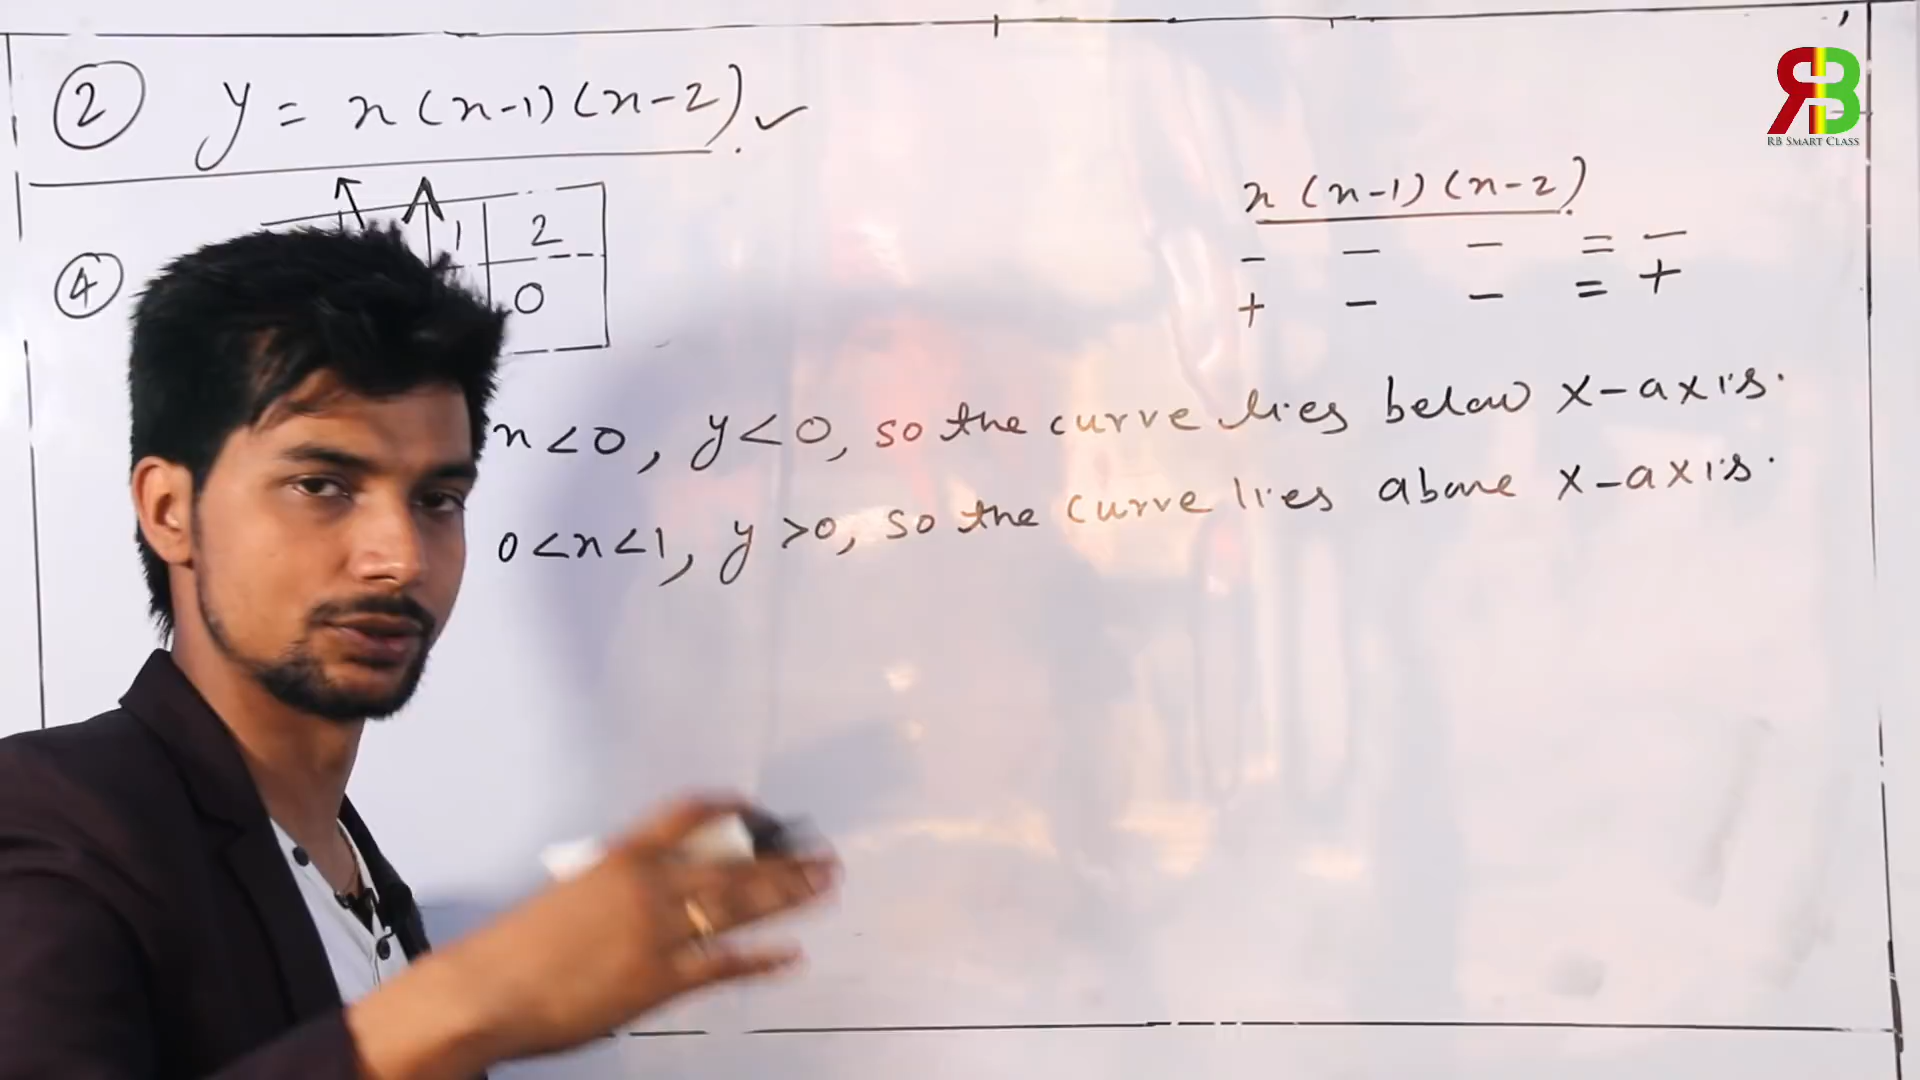 ② y = x(x-1)(x-2).✓
RB
RB SMART CLASS
x(x-1)(x-2).
- - - = -
+ - - = +
④
1 2
0
x<0, y<0, so the curve lies below x-axis.
0<x<1, y>0, so the curve lies above x-axis.